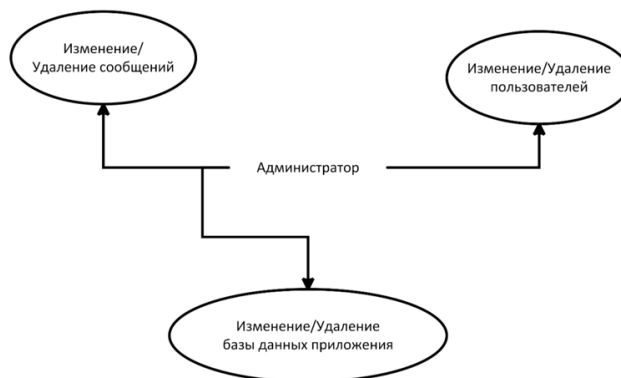 Изменение/
Удаление сообщений
Изменение/Удаление
пользователей
Администратор
Изменение/Удаление
базы данных приложения